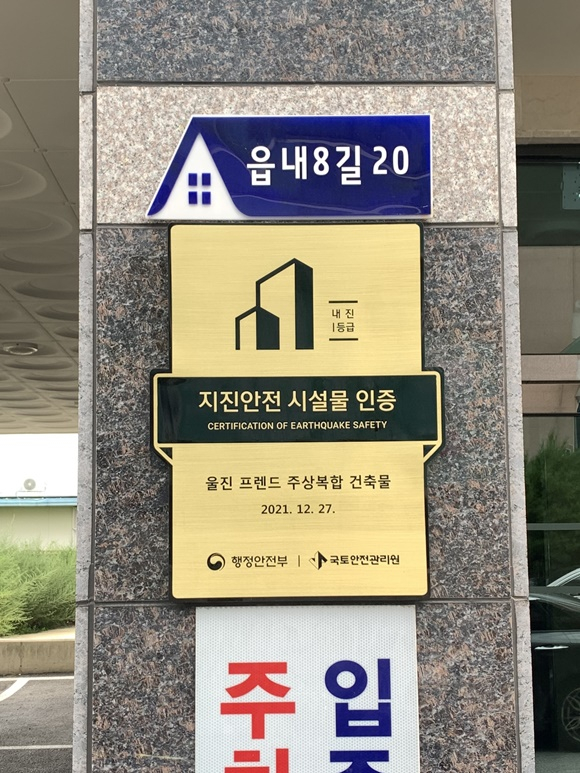 읍내8길 20
내 진
Ⅰ등급
지진안전 시설물 인증
CERTIFICATION OF EARTHQUAKE SAFETY
울진 프렌드 주상복합 건축물
2021. 12. 27.
행정안전부 | 국토안전관리원
주 입